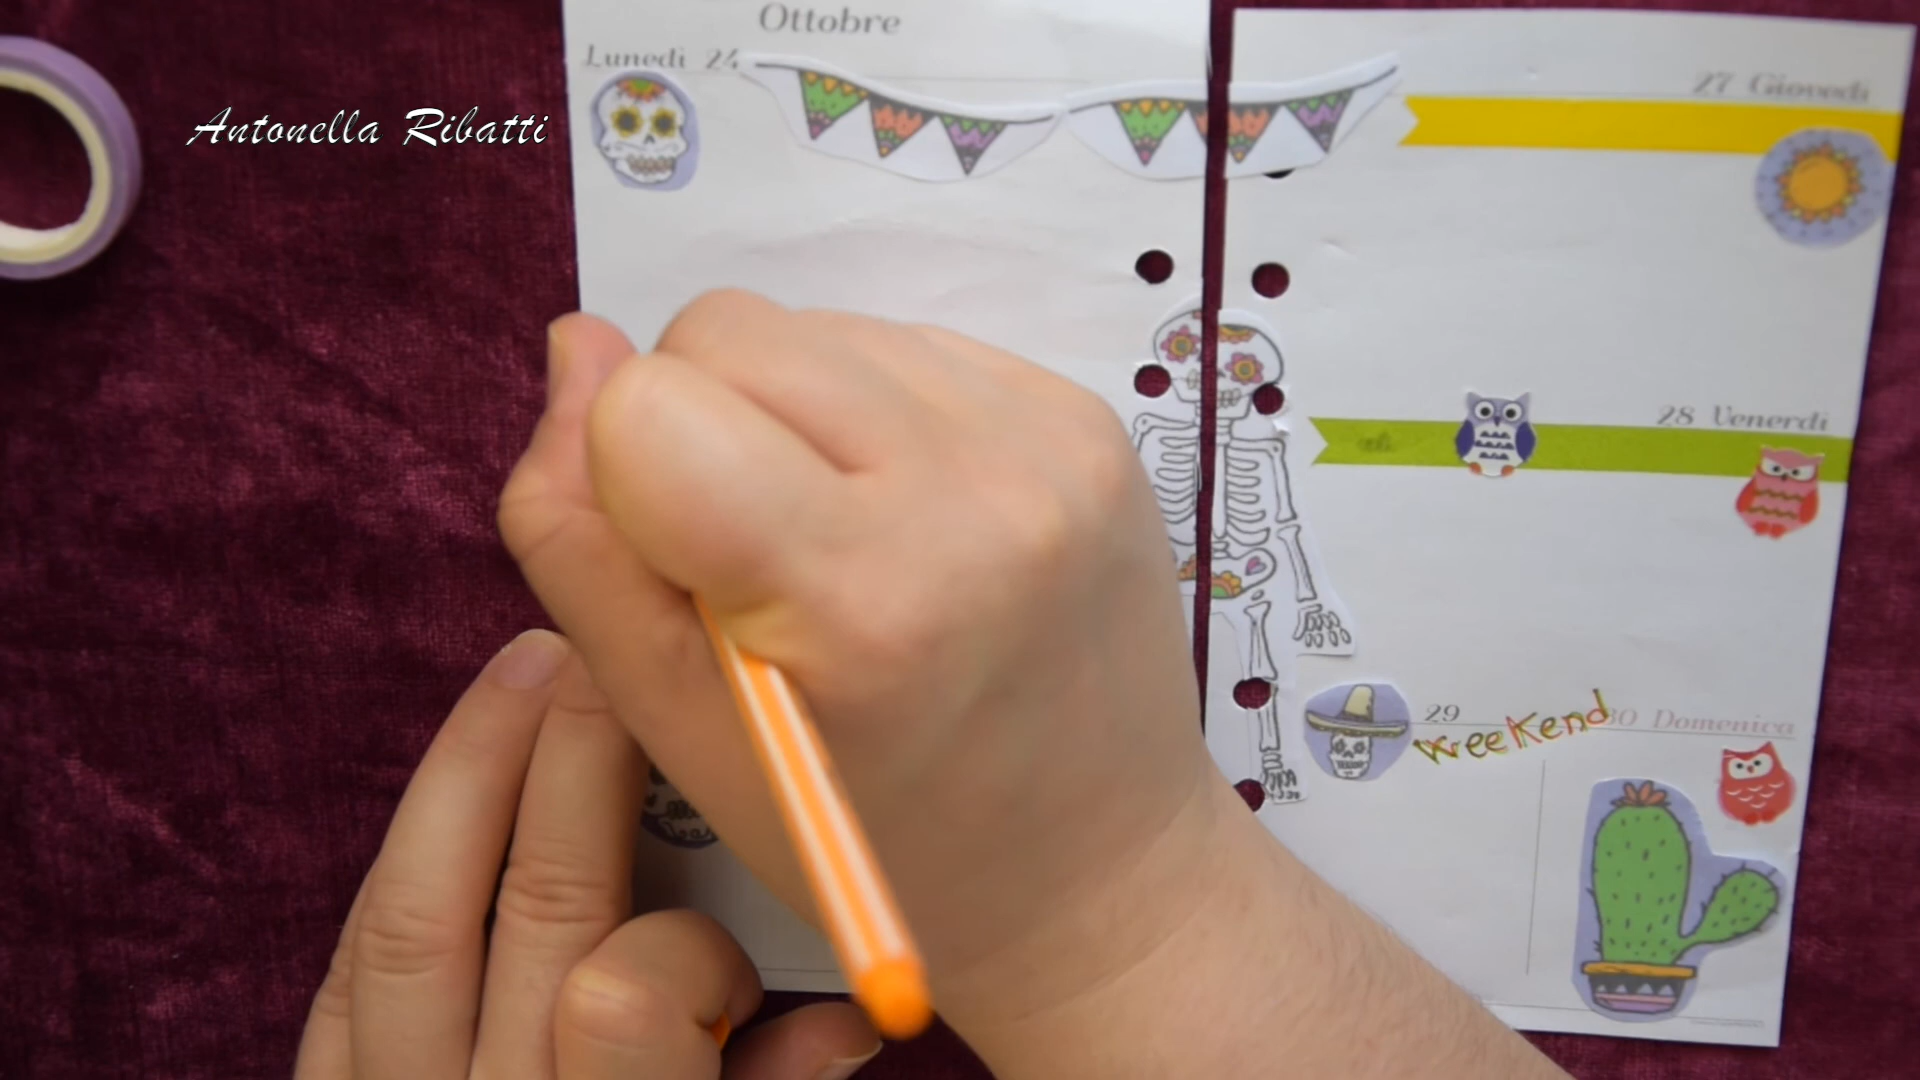 Ottobre
Lunedì 24
Antonella Ribatti
27 Giovedì
28 Venerdì
29
weekend
30 Domenica